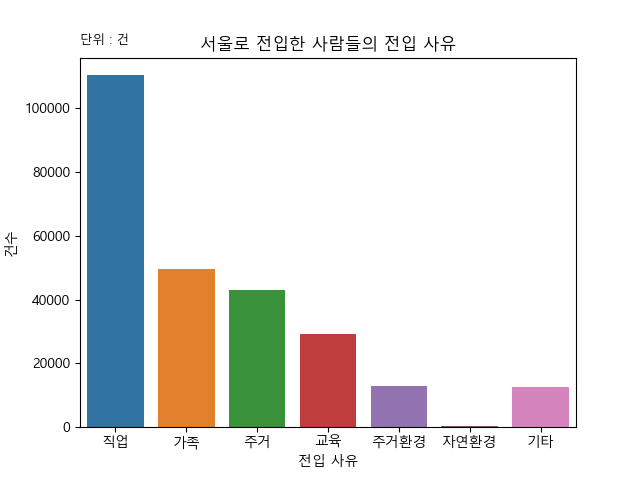 단위 : 건
서울로 전입한 사람들의 전입 사유
100000
80000
60000
40000
20000
0
건수
직업 가족 주거 교육 주거환경 자연환경 기타
전입 사유